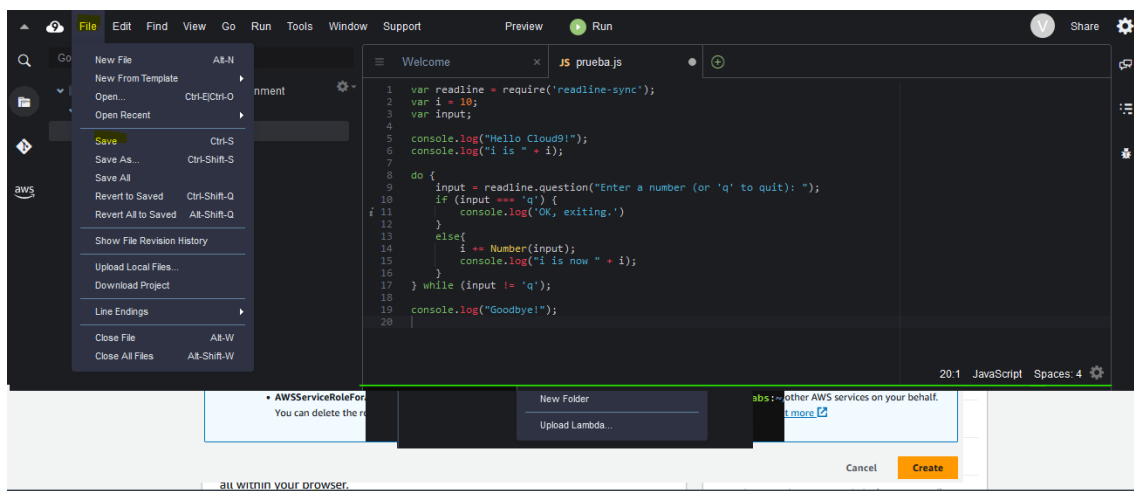 File Edit Find View Go Run Tools Window Support Preview Run V Share
Go
New File Alt-N
New From Template
Open... Ctrl-E|Ctrl-O
Open Recent
Save Ctrl-S
Save As... Ctrl-Shift-S
Save All
Revert to Saved Ctrl-Shift-Q
Revert All to Saved Alt-Shift-Q
Show File Revision History
Upload Local Files...
Download Project
Line Endings
Close File Alt-W
Close All Files Alt-Shift-W
nment
aws
Welcome × JS prueba.js
1 var readline = require('readline-sync');
2 var i = 10;
3 var input;
4
5 console.log("Hello Cloud9!");
6 console.log("i is " + i);
7
8 do {
9 input = readline.question("Enter a number (or 'q' to quit): ");
10 if (input === 'q') {
i 11 console.log('OK, exiting.')
12 }
13 else{
14 i += Number(input);
15 console.log("i is now " + i);
16 }
17 } while (input != 'q');
18
19 console.log("Goodbye!");
20
20:1 JavaScript Spaces: 4
• AWSServiceRoleFor
You can delete the r
New Folder
Upload Lambda...
abs:~ other AWS services on your behalf.
t more
Cancel Create
all within your browser.